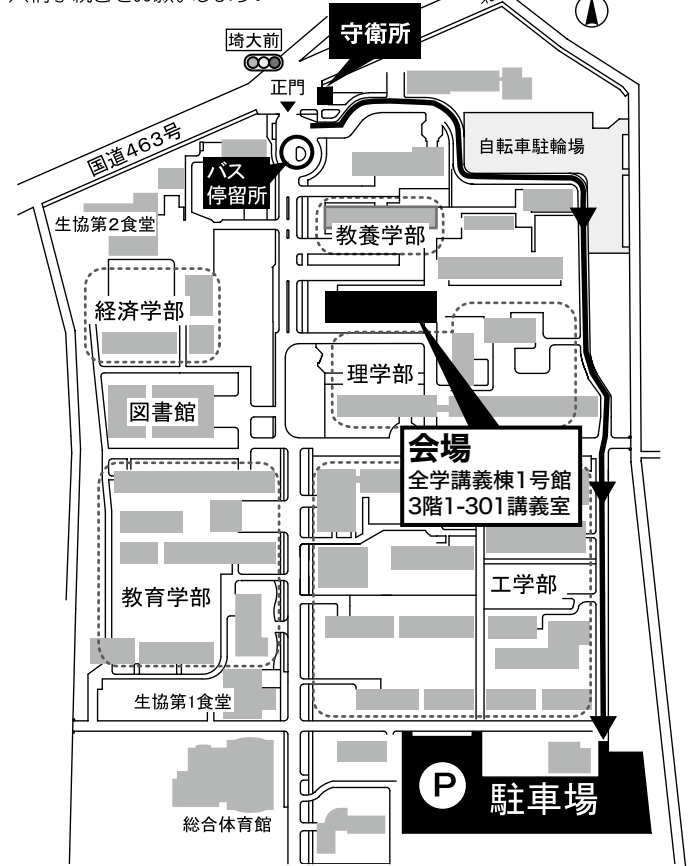 守衛所
埼大前
正門
国道463号
バス
停留所
自転車駐輪場
生協第2食堂
教養学部
経済学部
理学部
図書館
会場
全学講義棟1号館
3階1-301講義室
教育学部
工学部
生協第1食堂
P
駐車場
総合体育館